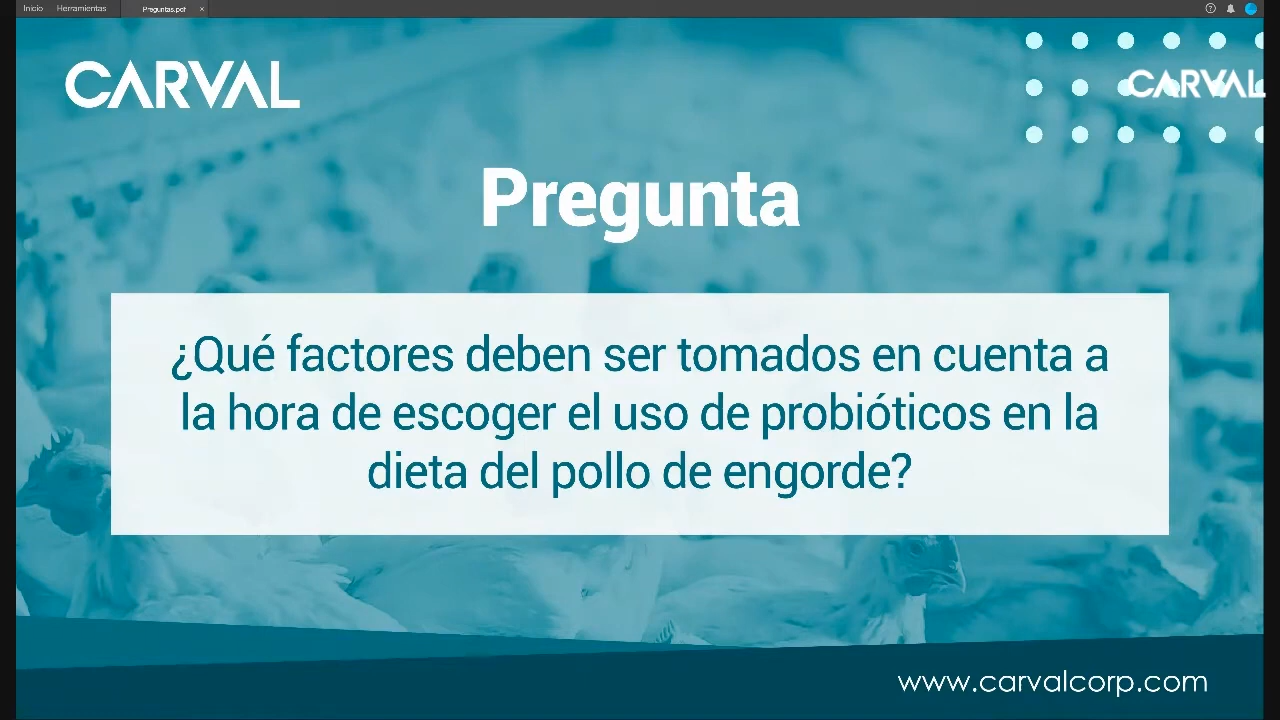 Inicio Herramientas Preguntas.pdf ×
CARVAL
CARVAL
Pregunta
¿Qué factores deben ser tomados en cuenta a
la hora de escoger el uso de probióticos en la
dieta del pollo de engorde?
www.carvalcorp.com